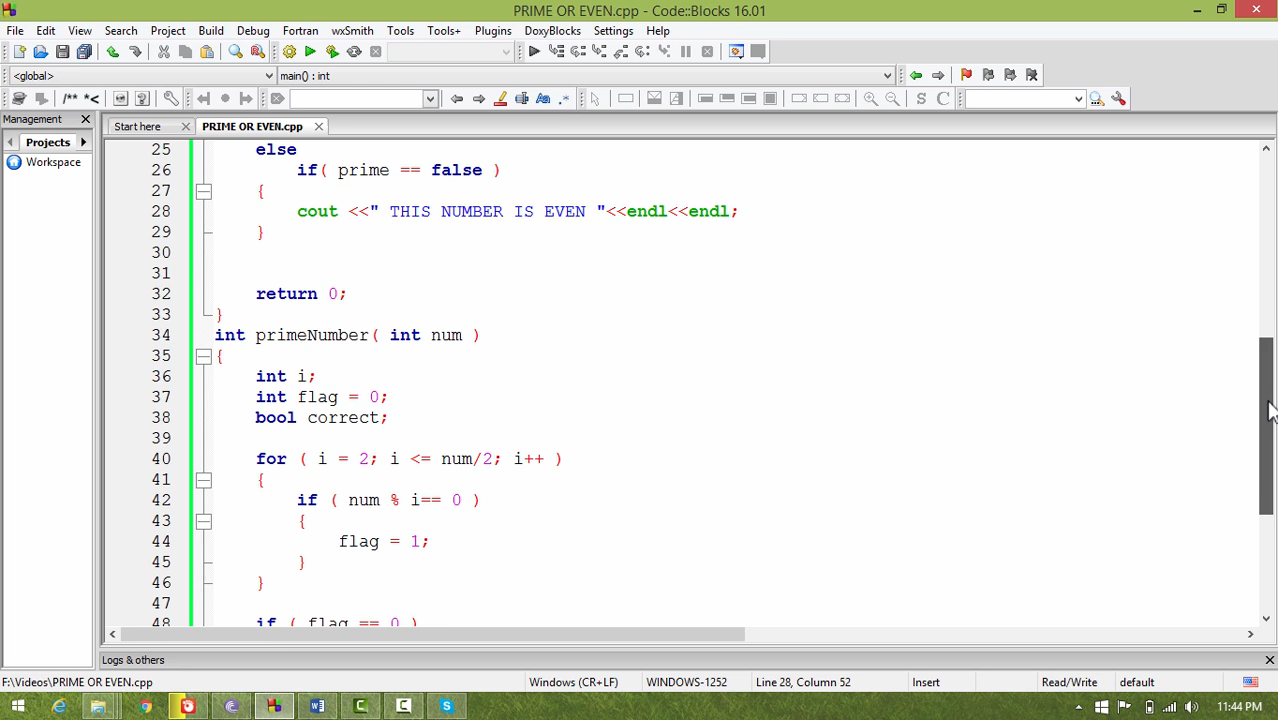 PRIME OR EVEN.cpp - Code::Blocks 16.01
File Edit View Search Project Build Debug Fortran wxSmith Tools Tools+ Plugins DoxyBlocks Settings Help
<global> main() : int
/** *<
S C
Management
Start here PRIME OR EVEN.cpp
Projects
Workspace
25 else
26 if( prime == false )
27 {
28 cout <<" THIS NUMBER IS EVEN "<<endl<<endl;
29 }
30
31
32 return 0;
33 }
34 int primeNumber( int num )
35 {
36 int i;
37 int flag = 0;
38 bool correct;
39
40 for ( i = 2; i <= num/2; i++ )
41 {
42 if ( num % i== 0 )
43 {
44 flag = 1;
45 }
46 }
47
48 if ( flag == 0 )
Logs & others
F:\Videos\PRIME OR EVEN.cpp Windows (CR+LF) WINDOWS-1252 Line 28, Column 52 Insert Read/Write default
11:44 PM